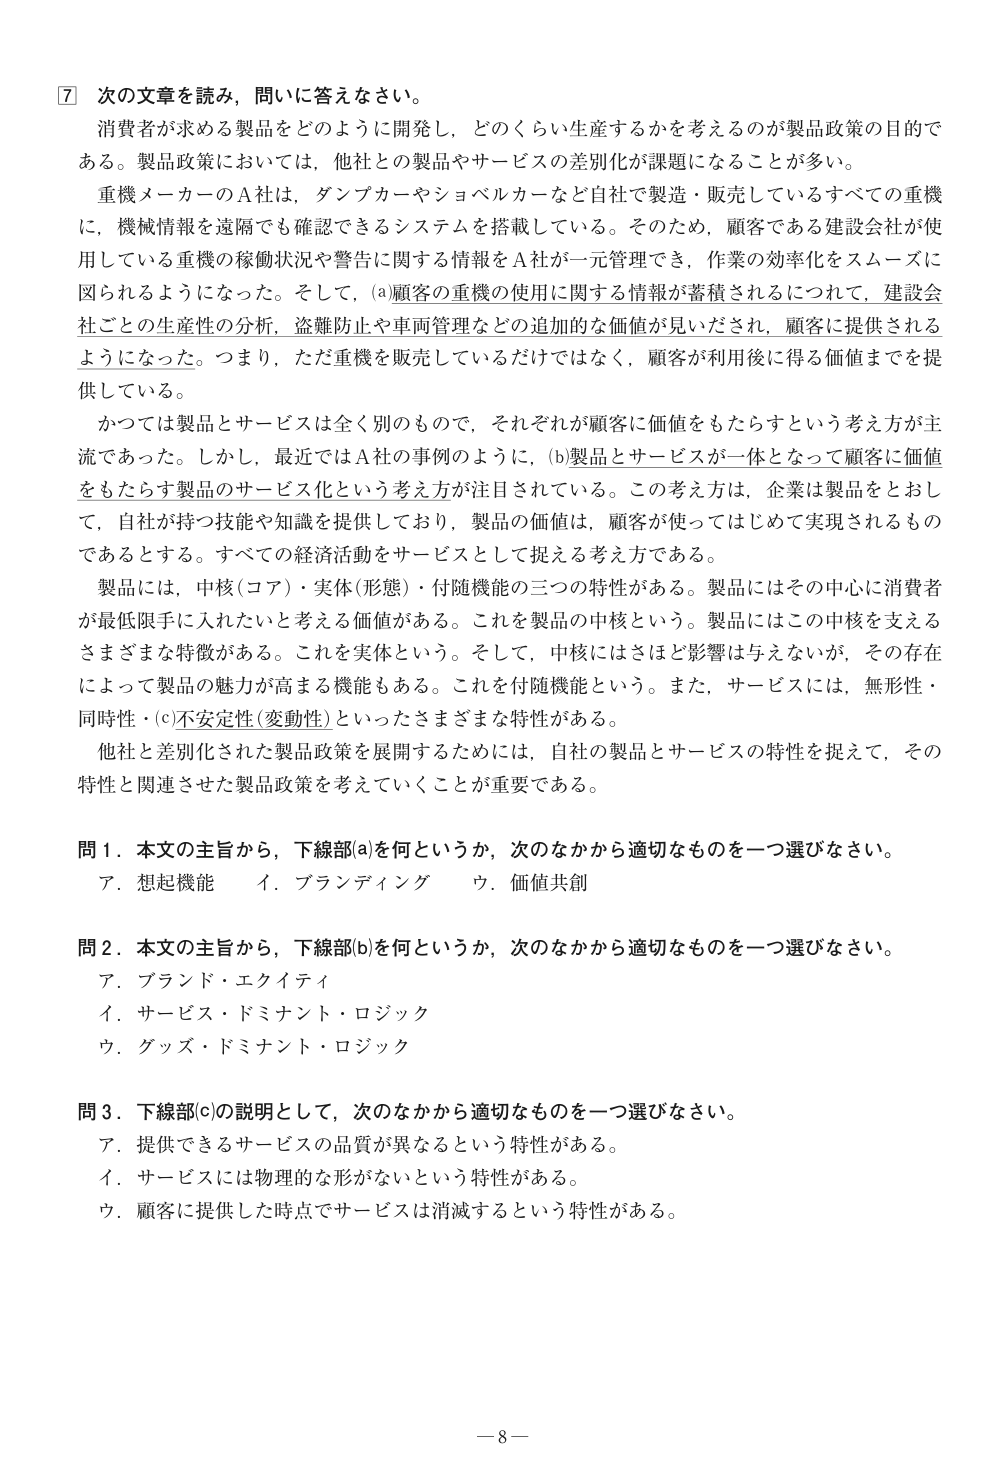 7 次の文章を読み，問いに答えなさい。
消費者が求める製品をどのように開発し，どのくらい生産するかを考えるのが製品政策の目的で
ある。製品政策においては，他社との製品やサービスの差別化が課題になることが多い。
重機メーカーのＡ社は，ダンプカーやショベルカーなど自社で製造・販売しているすべての重機
に，機械情報を遠隔でも確認できるシステムを搭載している。そのため，顧客である建設会社が使
用している重機の稼働状況や警告に関する情報をＡ社が一元管理でき，作業の効率化をスムーズに
図られるようになった。そして，(a)顧客の重機の使用に関する情報が蓄積されるにつれて，建設会
社ごとの生産性の分析，盗難防止や車両管理などの追加的な価値が見いだされ，顧客に提供される
ようになった。つまり，ただ重機を販売しているだけではなく，顧客が利用後に得る価値までを提
供している。
かつては製品とサービスは全く別のもので，それぞれが顧客に価値をもたらすという考え方が主
流であった。しかし，最近ではＡ社の事例のように，(b)製品とサービスが一体となって顧客に価値
をもたらす製品のサービス化という考え方が注目されている。この考え方は，企業は製品をとおし
て，自社が持つ技能や知識を提供しており，製品の価値は，顧客が使ってはじめて実現されるもの
であるとする。すべての経済活動をサービスとして捉える考え方である。
製品には，中核(コア)・実体(形態)・付随機能の三つの特性がある。製品にはその中心に消費者
が最低限手に入れたいと考える価値がある。これを製品の中核という。製品にはこの中核を支える
さまざまな特徴がある。これを実体という。そして，中核にはさほど影響は与えないが，その存在
によって製品の魅力が高まる機能もある。これを付随機能という。また，サービスには，無形性・
同時性・(c)不安定性(変動性)といったさまざまな特性がある。
他社と差別化された製品政策を展開するためには，自社の製品とサービスの特性を捉えて，その
特性と関連させた製品政策を考えていくことが重要である。
問１．本文の主旨から，下線部(a)を何というか，次のなかから適切なものを一つ選びなさい。
ア．想起機能　イ．ブランディング　ウ．価値共創
問２．本文の主旨から，下線部(b)を何というか，次のなかから適切なものを一つ選びなさい。
ア．ブランド・エクイティ
イ．サービス・ドミナント・ロジック
ウ．グッズ・ドミナント・ロジック
問３．下線部(c)の説明として，次のなかから適切なものを一つ選びなさい。
ア．提供できるサービスの品質が異なるという特性がある。
イ．サービスには物理的な形がないという特性がある。
ウ．顧客に提供した時点でサービスは消滅するという特性がある。
― 8 ―